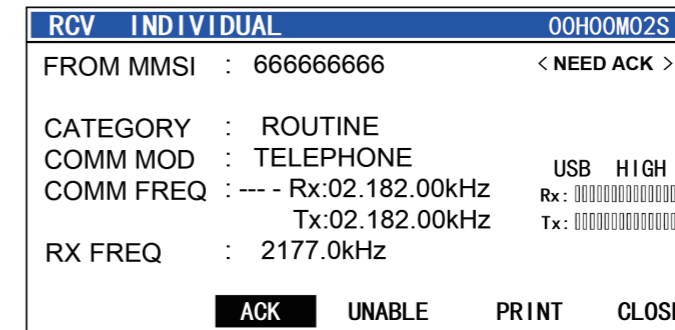 RCV INDIVIDUAL 00H00M02S
FROM MMSI : 666666666 <NEED ACK>
CATEGORY : ROUTINE
COMM MOD : TELEPHONE USB HIGH
COMM FREQ : --- - Rx:02.182.00kHz Rx:
Tx:02.182.00kHz Tx:
RX FREQ : 2177.0kHz
ACK UNABLE PRINT CLOSE